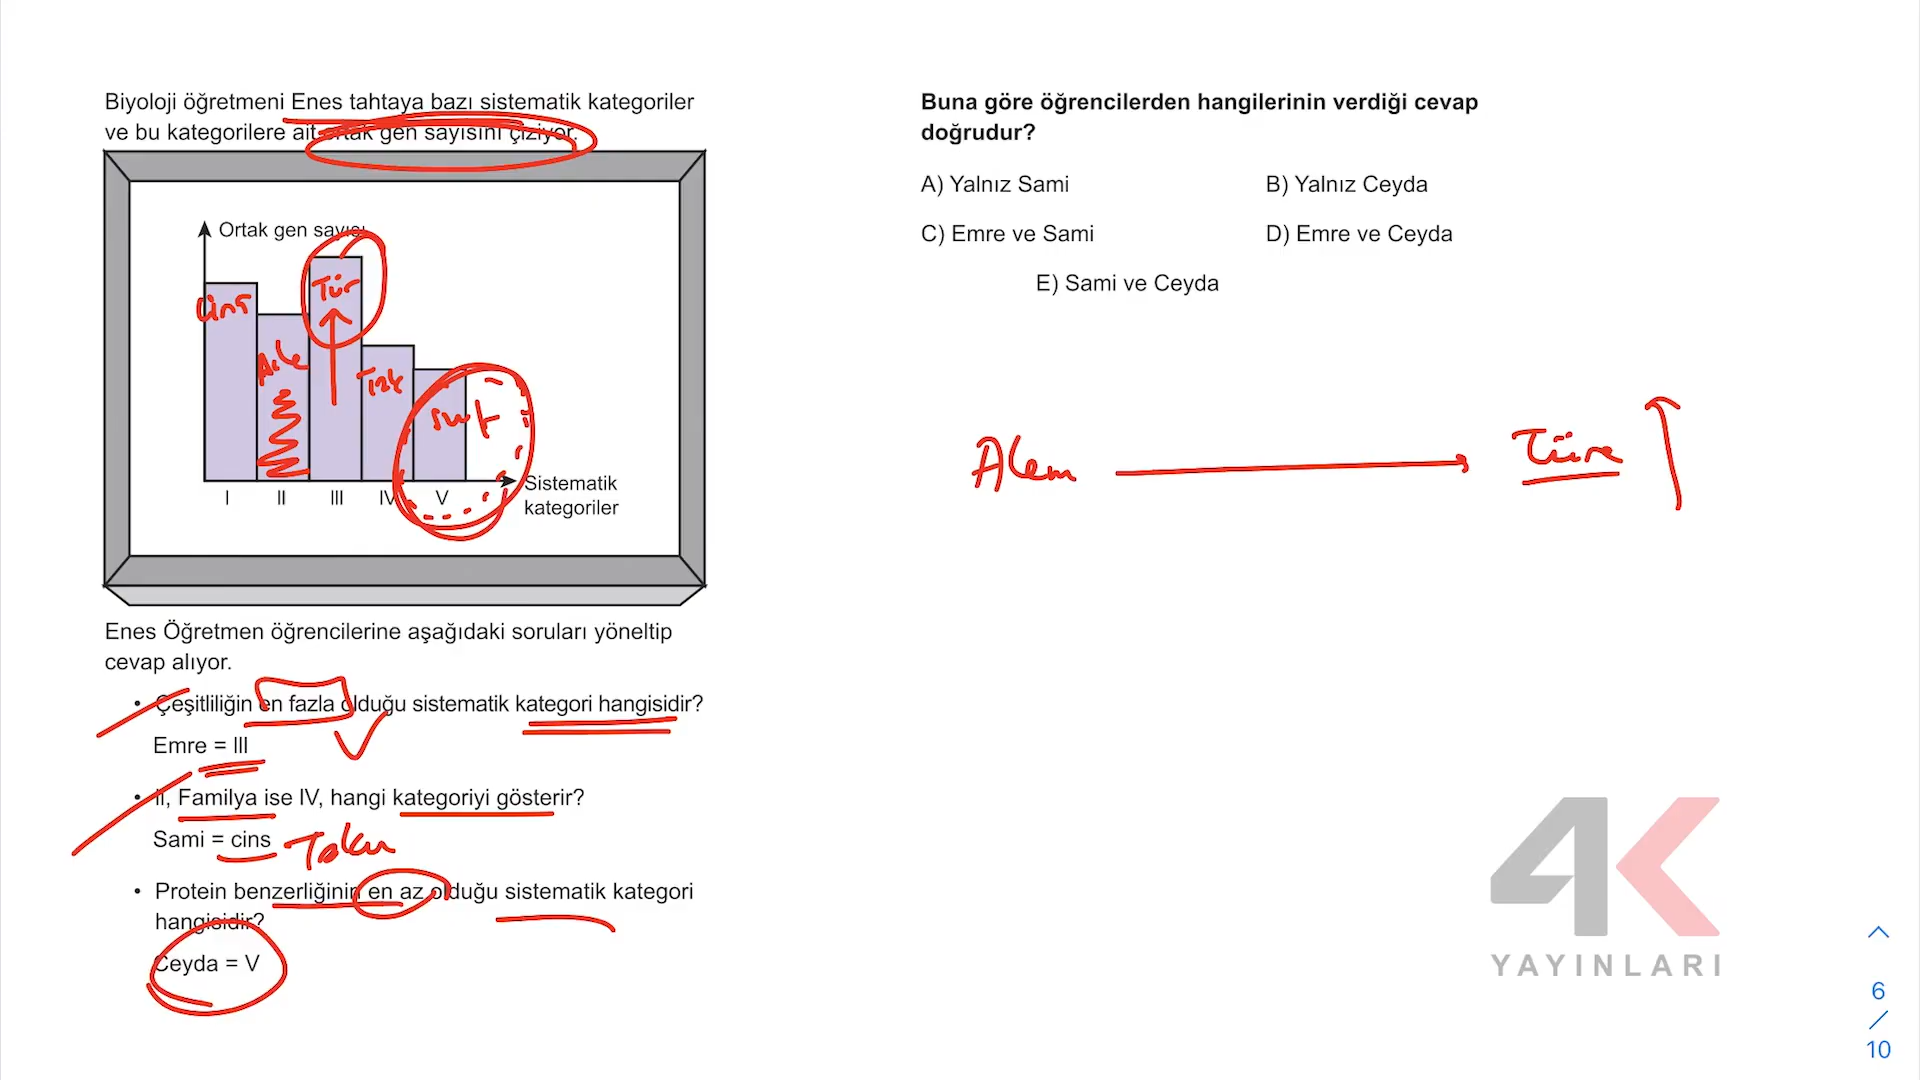 Biyoloji öğretmeni Enes tahtaya bazı sistematik kategoriler
ve bu kategorilere ait ortak gen sayısını çiziyor.
Ortak gen sayısı
Cins
Aile
Tür
Tak
Sınıf
I II III IV V
Sistematik
kategoriler
Enes Öğretmen öğrencilerine aşağıdaki soruları yöneltip
cevap alıyor.
• Çeşitliliğin en fazla olduğu sistematik kategori hangisidir?
Emre = III
• II, Familya ise IV, hangi kategoriyi gösterir?
Sami = cins
Takım
• Protein benzerliğinin en az olduğu sistematik kategori
hangisidir?
Ceyda = V
Buna göre öğrencilerden hangilerinin verdiği cevap
doğrudur?
A) Yalnız Sami B) Yalnız Ceyda
C) Emre ve Sami D) Emre ve Ceyda
E) Sami ve Ceyda
Alem Türe
4K
YAYINLARI
6
/
10